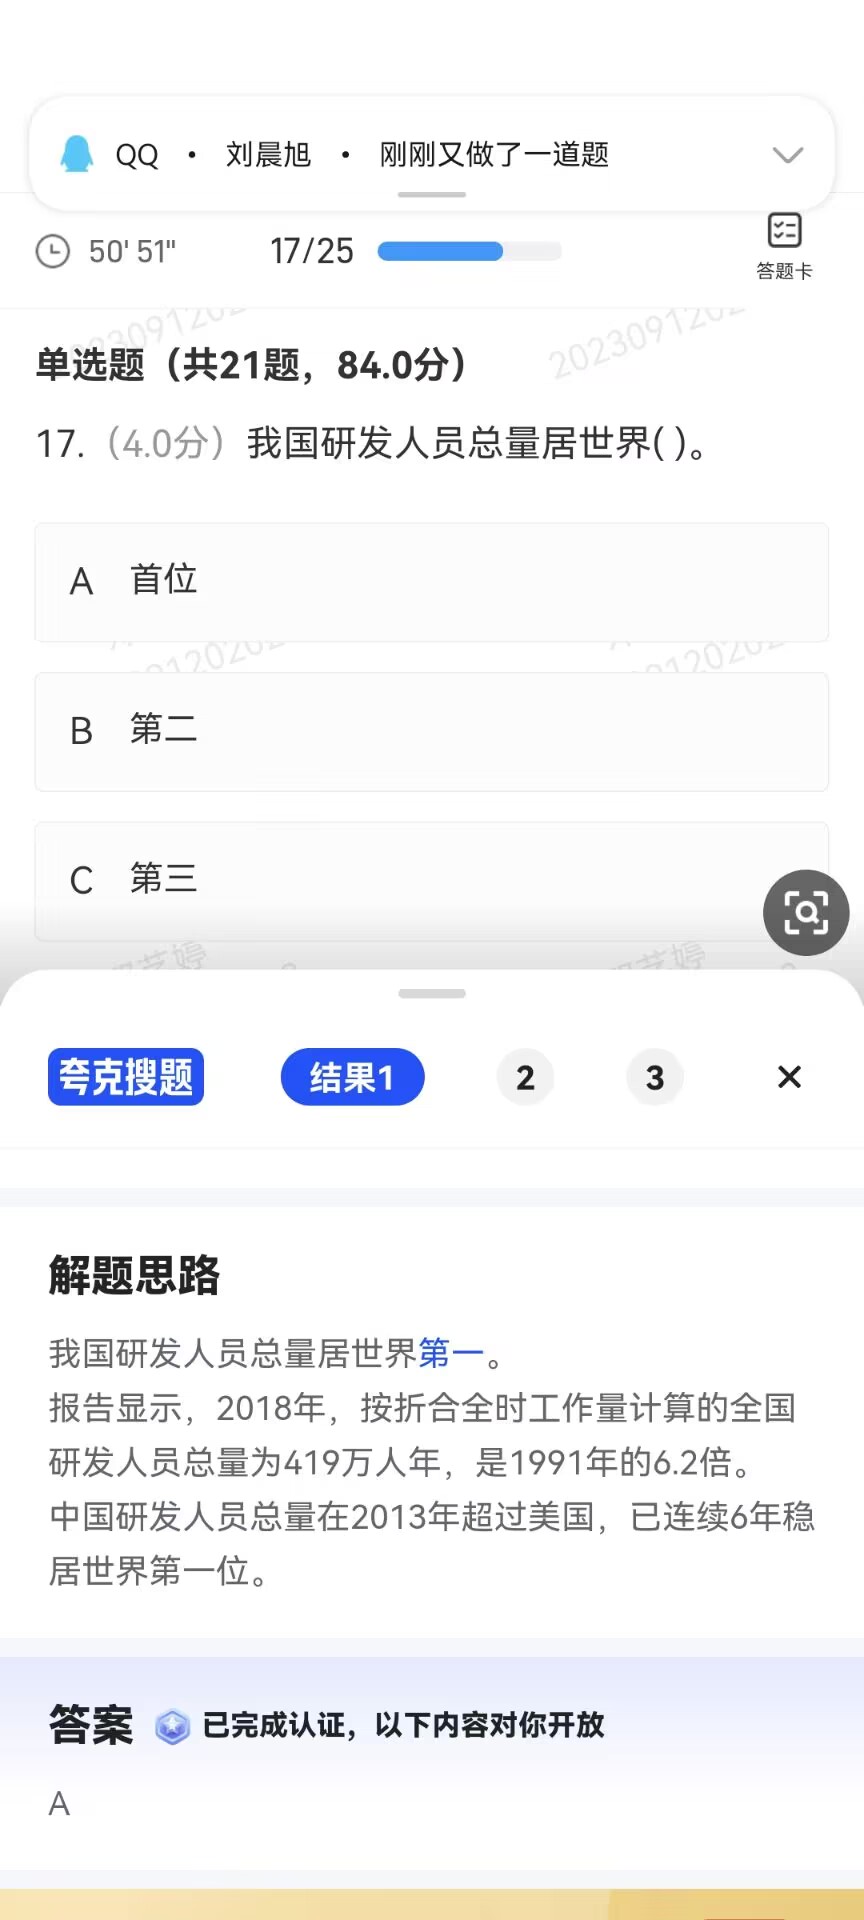 QQ · 刘晨旭 · 刚刚又做了一道题
50' 51" 17/25
答题卡
单选题（共21题，84.0分）
17.（4.0分）我国研发人员总量居世界( )。
A 首位
B 第二
C 第三
夸克搜题 结果1 2 3 ×
解题思路
我国研发人员总量居世界第一。
报告显示，2018年，按折合全时工作量计算的全国
研发人员总量为419万人年，是1991年的6.2倍。
中国研发人员总量在2013年超过美国，已连续6年稳
居世界第一位。
答案 已完成认证，以下内容对你开放
A